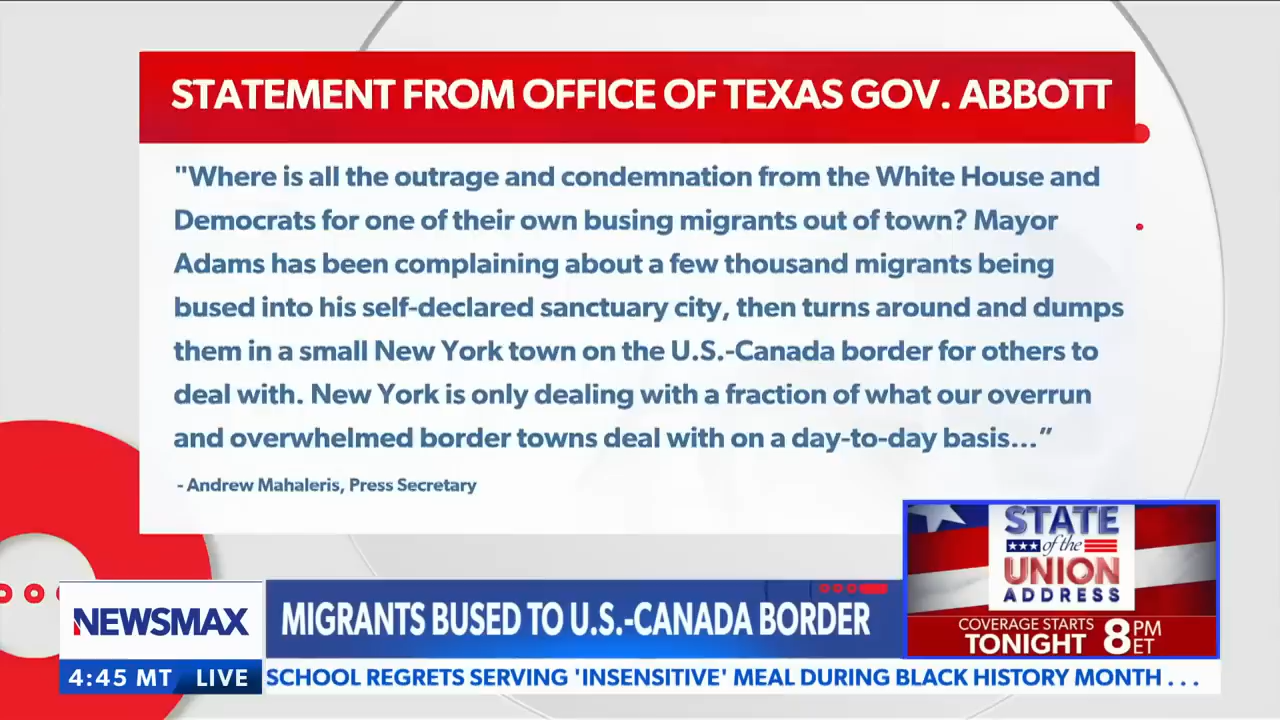 STATEMENT FROM OFFICE OF TEXAS GOV. ABBOTT
"Where is all the outrage and condemnation from the White House and
Democrats for one of their own busing migrants out of town? Mayor
Adams has been complaining about a few thousand migrants being
bused into his self-declared sanctuary city, then turns around and dumps
them in a small New York town on the U.S.-Canada border for others to
deal with. New York is only dealing with a fraction of what our overrun
and overwhelmed border towns deal with on a day-to-day basis...”
- Andrew Mahaleris, Press Secretary
STATE
of the
UNION
ADDRESS
COVERAGE STARTS
TONIGHT 8PM ET
NEWSMAX
MIGRANTS BUSED TO U.S.-CANADA BORDER
4:45 MT LIVE
SCHOOL REGRETS SERVING 'INSENSITIVE' MEAL DURING BLACK HISTORY MONTH . . .